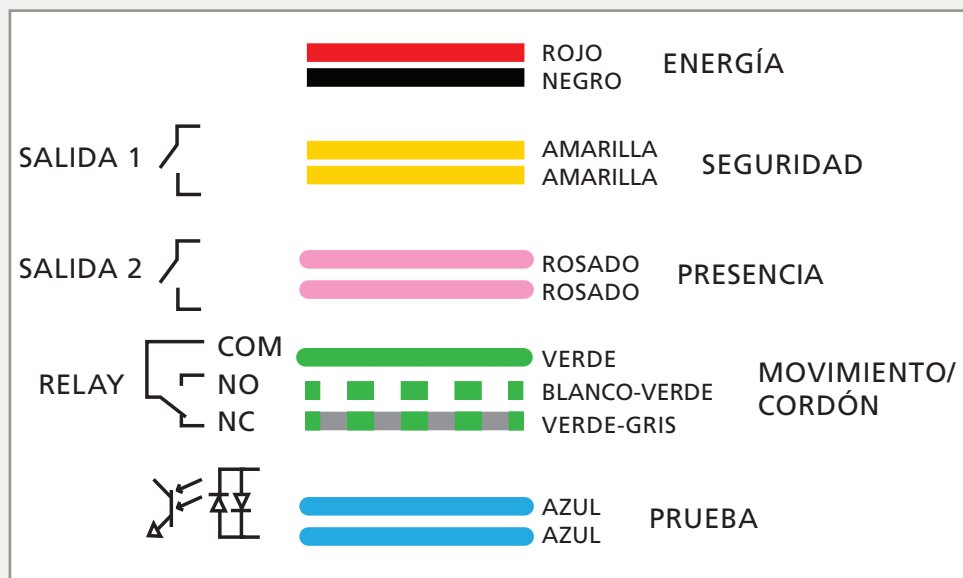 ROJO
NEGRO
ENERGÍA
SALIDA 1
AMARILLA
AMARILLA
SEGURIDAD
SALIDA 2
ROSADO
ROSADO
PRESENCIA
RELAY
COM
NO
NC
VERDE
BLANCO-VERDE
VERDE-GRIS
MOVIMIENTO/
CORDÓN
AZUL
AZUL
PRUEBA